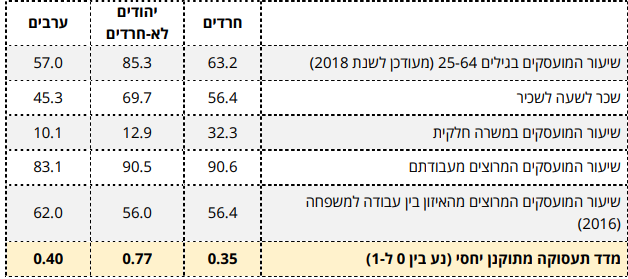 חרדים יהודים לא-חרדים ערבים
שיעור המועסקים בגילים 25-64 (מעודכן לשנת 2018) 63.2 85.3 57.0
שכר לשעה לשכיר 56.4 69.7 45.3
שיעור המועסקים במשרה חלקית 32.3 12.9 10.1
שיעור המועסקים המרוצים מעבודתם 90.6 90.5 83.1
שיעור המועסקים המרוצים מהאיזון בין עבודה למשפחה 56.4 56.0 62.0
(2016)
מדד תעסוקה מתוקנן יחסי (נע בין 0 ל-1) 0.35 0.77 0.40